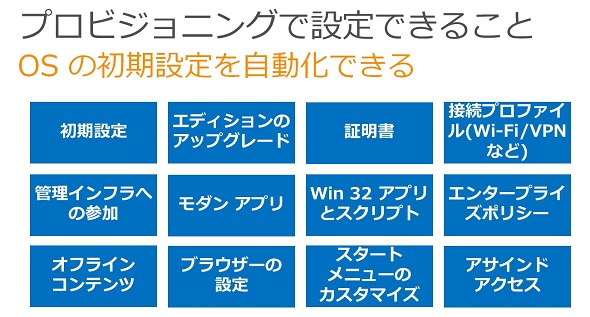 プロビジョニングで設定できること
OS の初期設定を自動化できる
初期設定
エディションの
アップグレード
証明書
接続プロファイ
ル(Wi-Fi/VPN
など)
管理インフラへ
の参加
モダン アプリ
Win 32 アプリ
とスクリプト
エンタープライ
ズポリシー
オフライン
コンテンツ
ブラウザーの
設定
スタート
メニューの
カスタマイズ
アサインド
アクセス